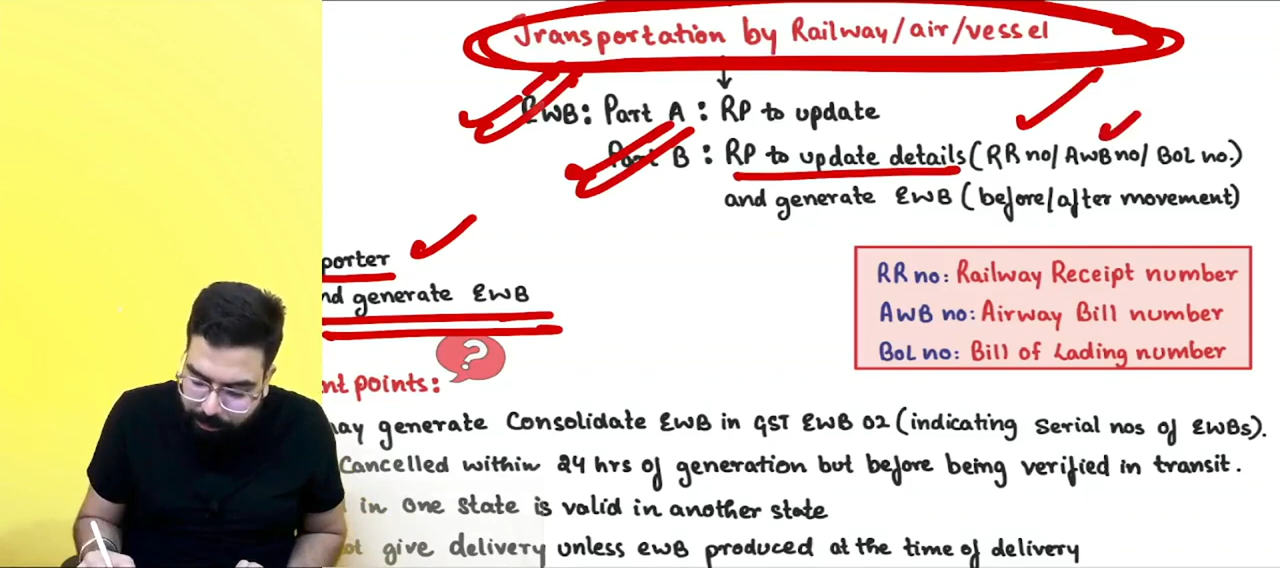 Transportation by Railway/air/vessel
EWB: Part A : RP to update
Part B : RP to update details (RR no/AWB no/BoL no.)
and generate EWB (before/after movement)
porter
nd generate EWB
RR no: Railway Receipt number
AWB no: Airway Bill number
BoL no: Bill of Lading number
?
nt points:
may generate Consolidate EWB in GST EWB 02 (indicating Serial nos of EWBs).
Cancelled within 24 hrs of generation but before being verified in transit.
in one state is valid in another state
ot give delivery unless ewb produced at the time of delivery